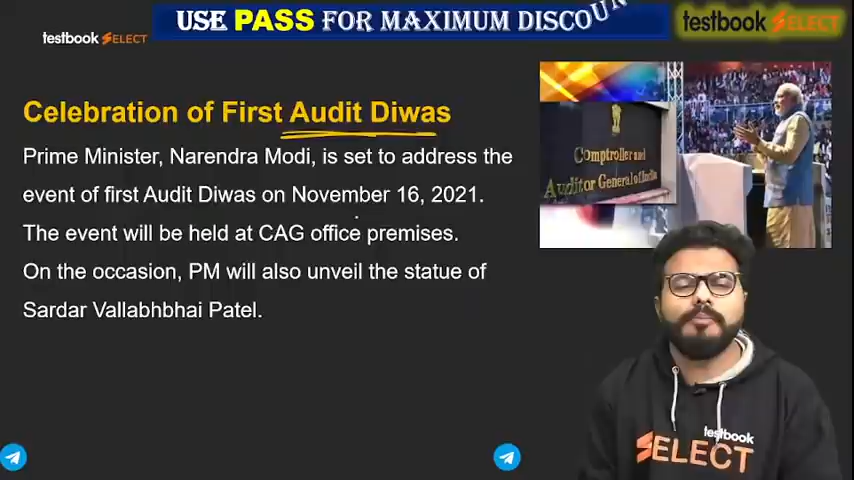 USE PASS FOR MAXIMUM DISCOUN
testbook SELECT
testbook SELECT
Celebration of First Audit Diwas
Prime Minister, Narendra Modi, is set to address the
event of first Audit Diwas on November 16, 2021.
The event will be held at CAG office premises.
On the occasion, PM will also unveil the statue of
Sardar Vallabhbhai Patel.
Comptroller and
Auditor General of India
testbook
SELECT